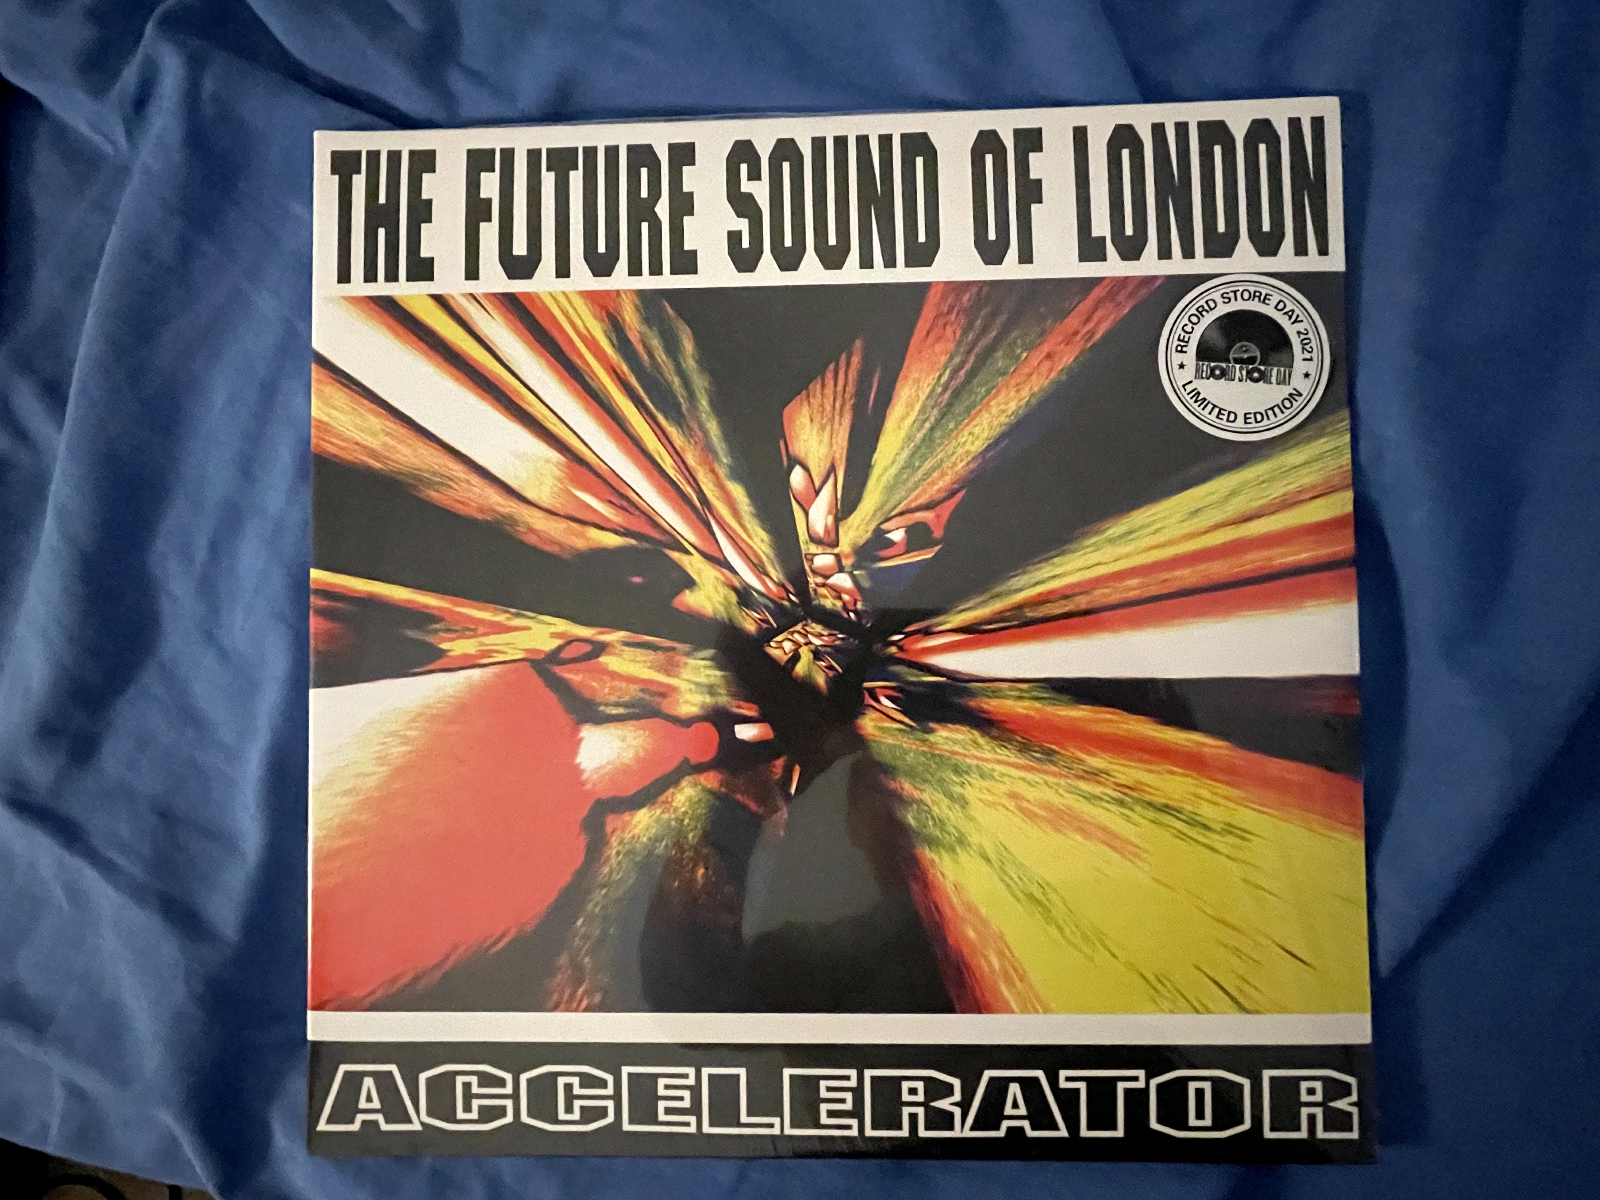 THE FUTURE SOUND OF LONDON
RECORD STORE DAY 2021
RECORD STORE DAY
LIMITED EDITION
ACCELERATOR